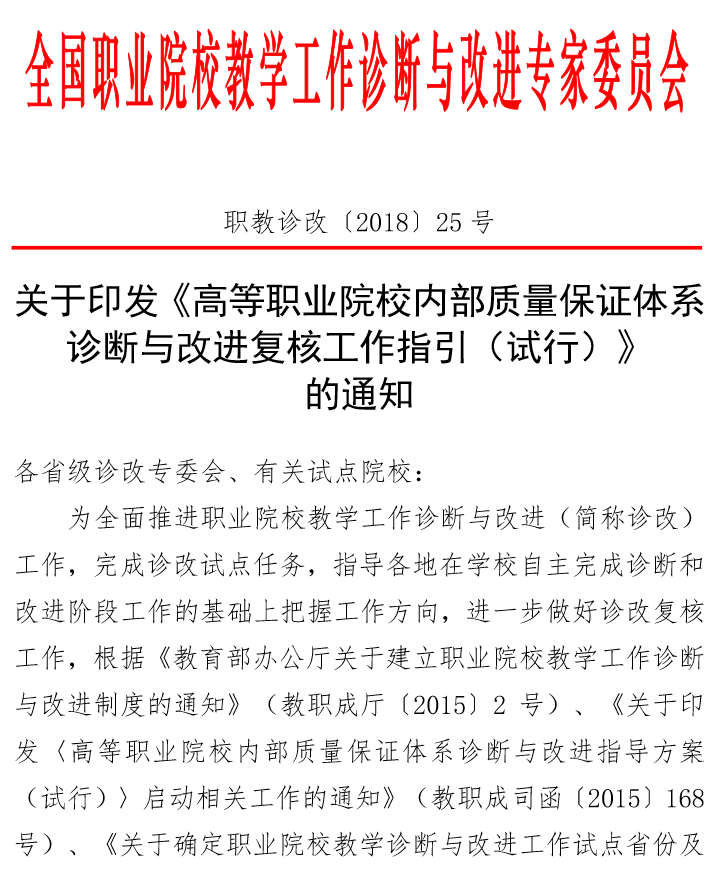 全国职业院校教学工作诊断与改进专家委员会
职教诊改〔2018〕25 号
关于印发《高等职业院校内部质量保证体系
诊断与改进复核工作指引（试行）》
的通知
各省级诊改专委会、有关试点院校：
为全面推进职业院校教学工作诊断与改进（简称诊改）
工作，完成诊改试点任务，指导各地在学校自主完成诊断和
改进阶段工作的基础上把握工作方向，进一步做好诊改复核
工作，根据《教育部办公厅关于建立职业院校教学工作诊断
与改进制度的通知》（教职成厅〔2015〕2 号）、《关于印
发〈高等职业院校内部质量保证体系诊断与改进指导方案
（试行）〉启动相关工作的通知》（教职成司函〔2015〕168
号）、《关于确定职业院校教学诊断与改进工作试点省份及